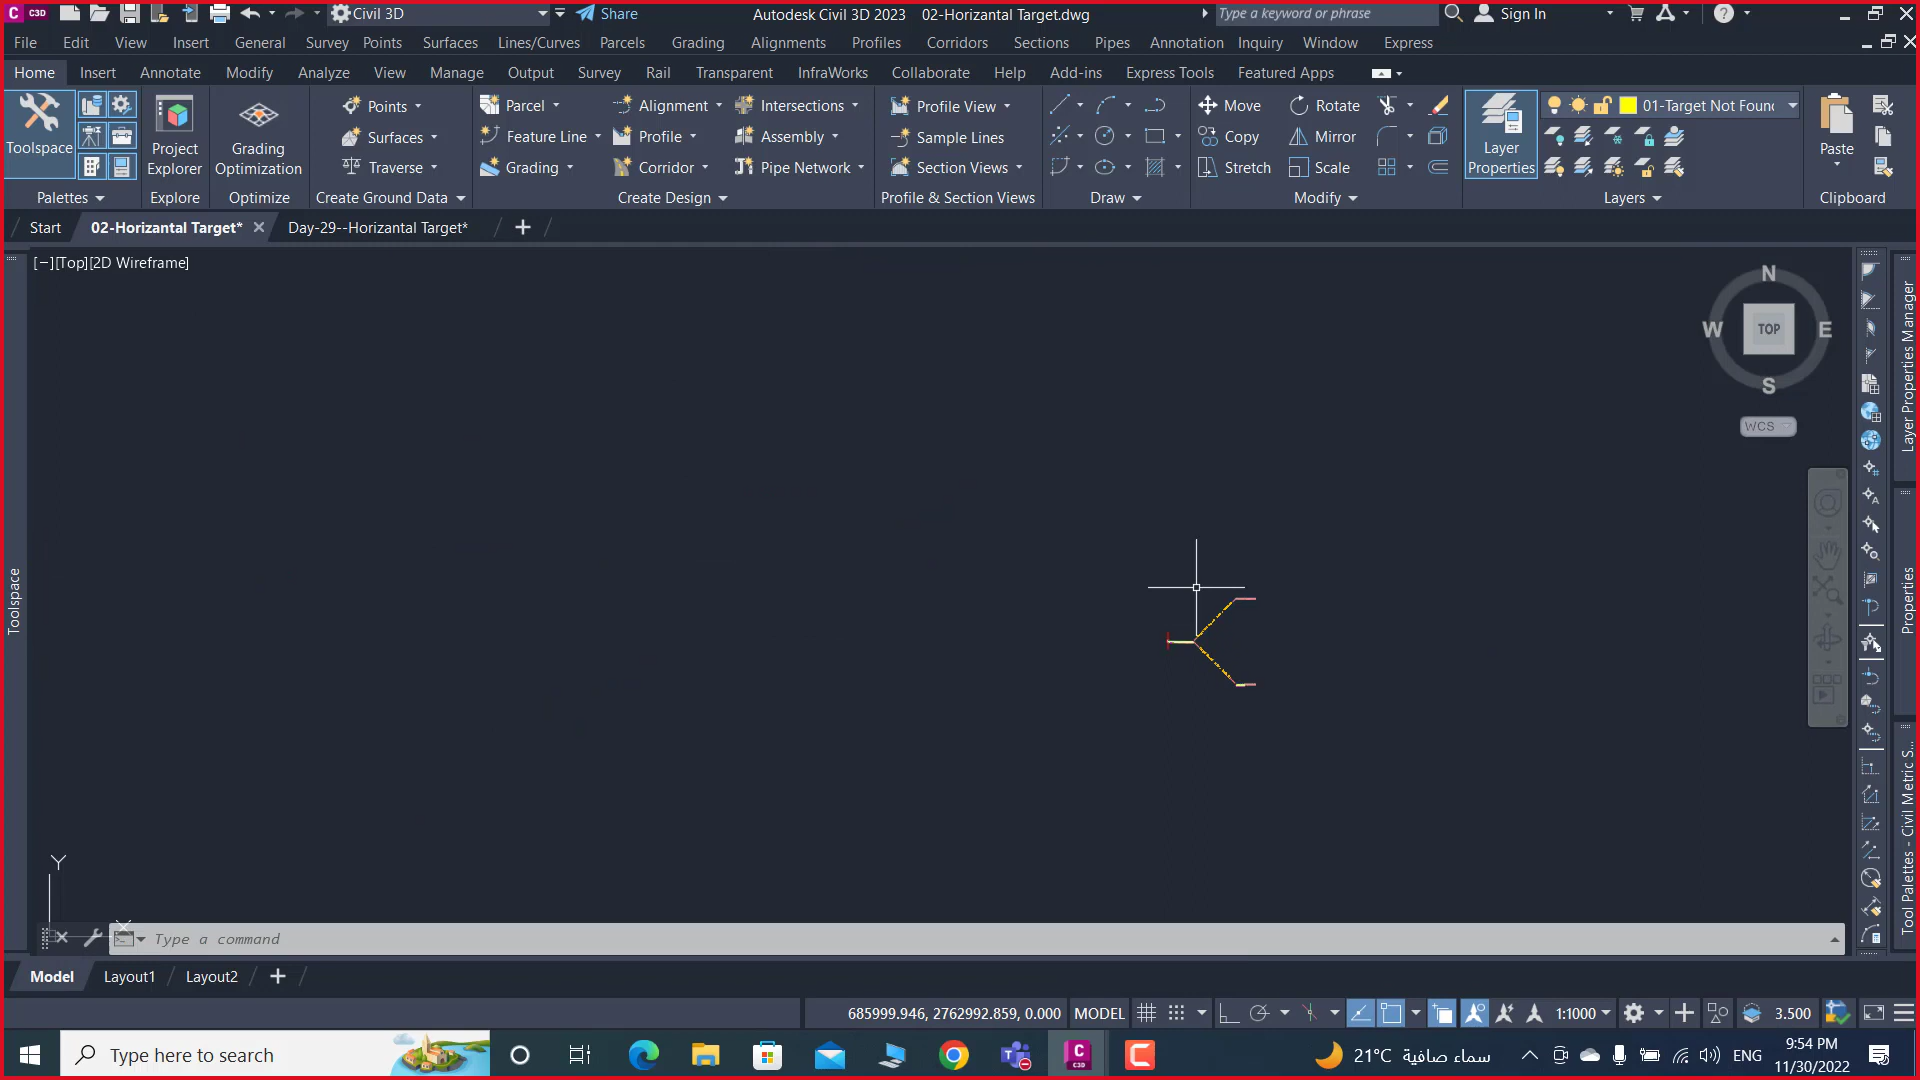 C3D Civil 3D Share Autodesk Civil 3D 2023 02-Horizantal Target.dwg Type a keyword or phrase Sign In
File Edit View Insert General Survey Points Surfaces Lines/Curves Parcels Grading Alignments Profiles Corridors Sections Pipes Annotation Inquiry Window Express
Home Insert Annotate Modify Analyze View Manage Output Survey Rail Transparent InfraWorks Collaborate Help Add-ins Express Tools Featured Apps
Points Parcel Alignment Intersections Profile View Move Rotate 01-Target Not Found
Toolspace Project Explorer Grading Optimization Surfaces Feature Line Profile Assembly Sample Lines Copy Mirror Layer Properties Paste
Traverse Grading Corridor Pipe Network Section Views Stretch Scale
Palettes Explore Optimize Create Ground Data Create Design Profile & Section Views Draw Modify Layers Clipboard
Start 02-Horizantal Target* Day-29--Horizantal Target*
[−][Top][2D Wireframe]
N
W TOP E
S
WCS
Toolspace
Layer Properties Manager
Properties
Tool Palettes - Civil Metric S...
Y
X
Type a command
Model Layout1 Layout2
685999.946, 2762992.859, 0.000 MODEL 1:1000 3.500
Type here to search C3D 21°C سماء صافية ENG 9:54 PM
11/30/2022